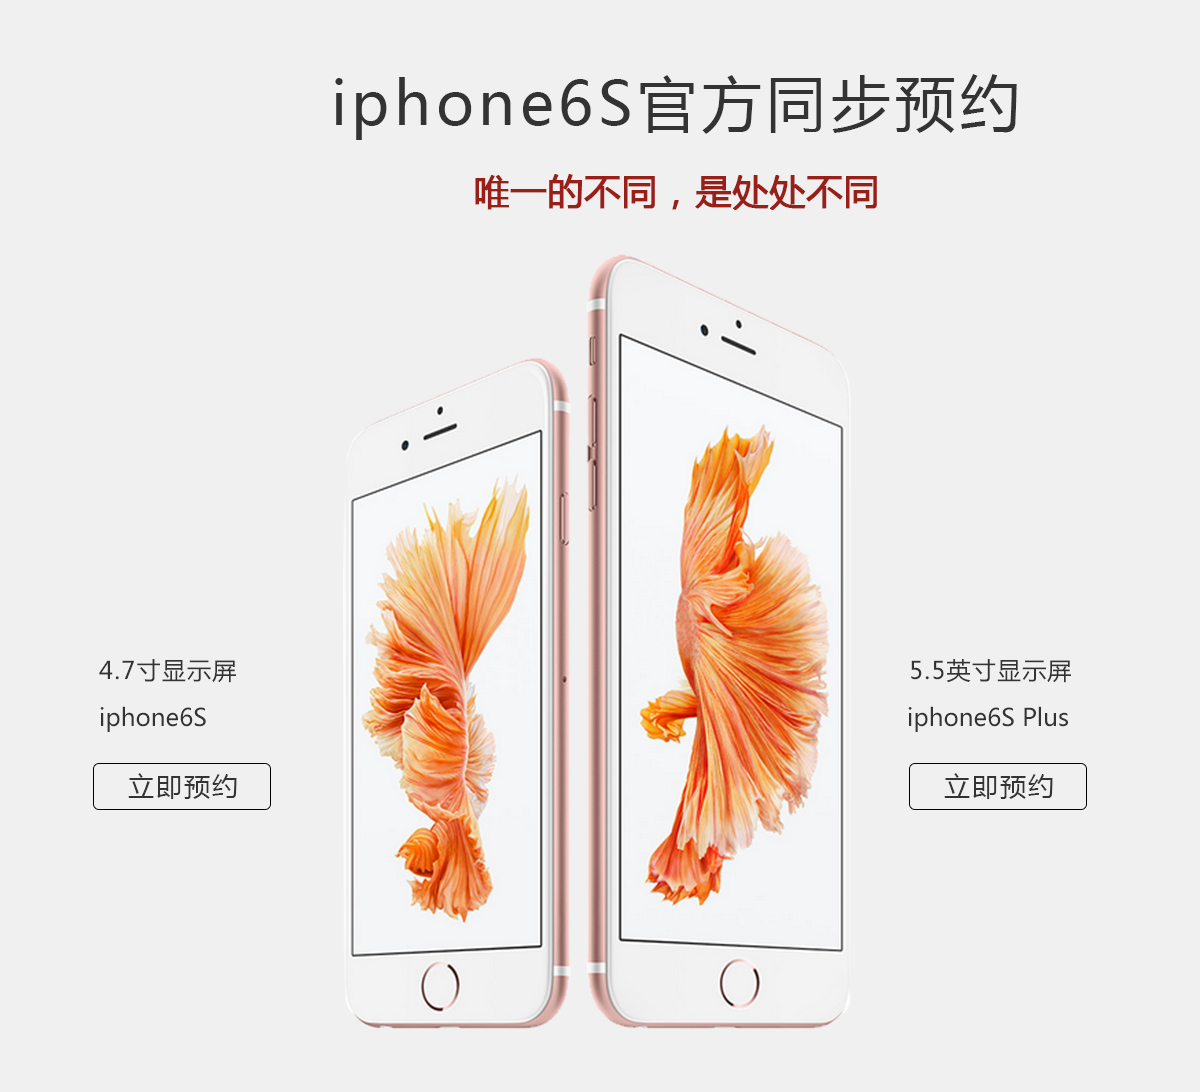 iphone6S官方同步预约
唯一的不同，是处处不同
4.7寸显示屏
iphone6S
立即预约
5.5英寸显示屏
iphone6S Plus
立即预约